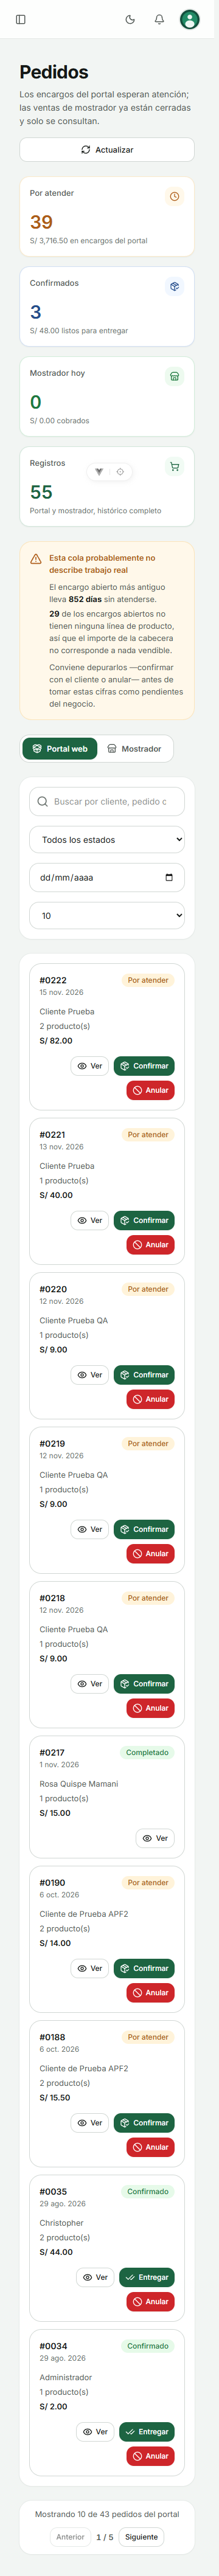 Pedidos
Los encargos del portal esperan atención;
las ventas de mostrador ya están cerradas
y solo se consultan.
Actualizar
Por atender
39
S/ 3,716.50 en encargos del portal
Confirmados
3
S/ 48.00 listos para entregar
Mostrador hoy
0
S/ 0.00 cobrados
Registros
55
Portal y mostrador, histórico completo
Esta cola probablemente no
describe trabajo real
El encargo abierto más antiguo
lleva 852 días sin atenderse.
29 de los encargos abiertos no
tienen ninguna línea de producto,
así que el importe de la cabecera
no corresponde a nada vendible.
Conviene depurarlos —confirmar
con el cliente o anular— antes de
tomar estas cifras como pendientes
del negocio.
Portal web
Mostrador
Buscar por cliente, pedido c
Todos los estados
dd/mm/aaaa
10
#0222 Por atender
15 nov. 2026
Cliente Prueba
2 producto(s)
S/ 82.00
Ver Confirmar
Anular
#0221 Por atender
13 nov. 2026
Cliente Prueba
1 producto(s)
S/ 40.00
Ver Confirmar
Anular
#0220 Por atender
12 nov. 2026
Cliente Prueba QA
1 producto(s)
S/ 9.00
Ver Confirmar
Anular
#0219 Por atender
12 nov. 2026
Cliente Prueba QA
1 producto(s)
S/ 9.00
Ver Confirmar
Anular
#0218 Por atender
12 nov. 2026
Cliente Prueba QA
1 producto(s)
S/ 9.00
Ver Confirmar
Anular
#0217 Completado
1 nov. 2026
Rosa Quispe Mamani
1 producto(s)
S/ 15.00
Ver
#0190 Por atender
6 oct. 2026
Cliente de Prueba APF2
2 producto(s)
S/ 14.00
Ver Confirmar
Anular
#0188 Por atender
6 oct. 2026
Cliente de Prueba APF2
2 producto(s)
S/ 15.50
Ver Confirmar
Anular
#0035 Confirmado
29 ago. 2026
Christopher
2 producto(s)
S/ 44.00
Ver Entregar
Anular
#0034 Confirmado
29 ago. 2026
Administrador
1 producto(s)
S/ 2.00
Ver Entregar
Anular
Mostrando 10 de 43 pedidos del portal
Anterior 1 / 5 Siguiente